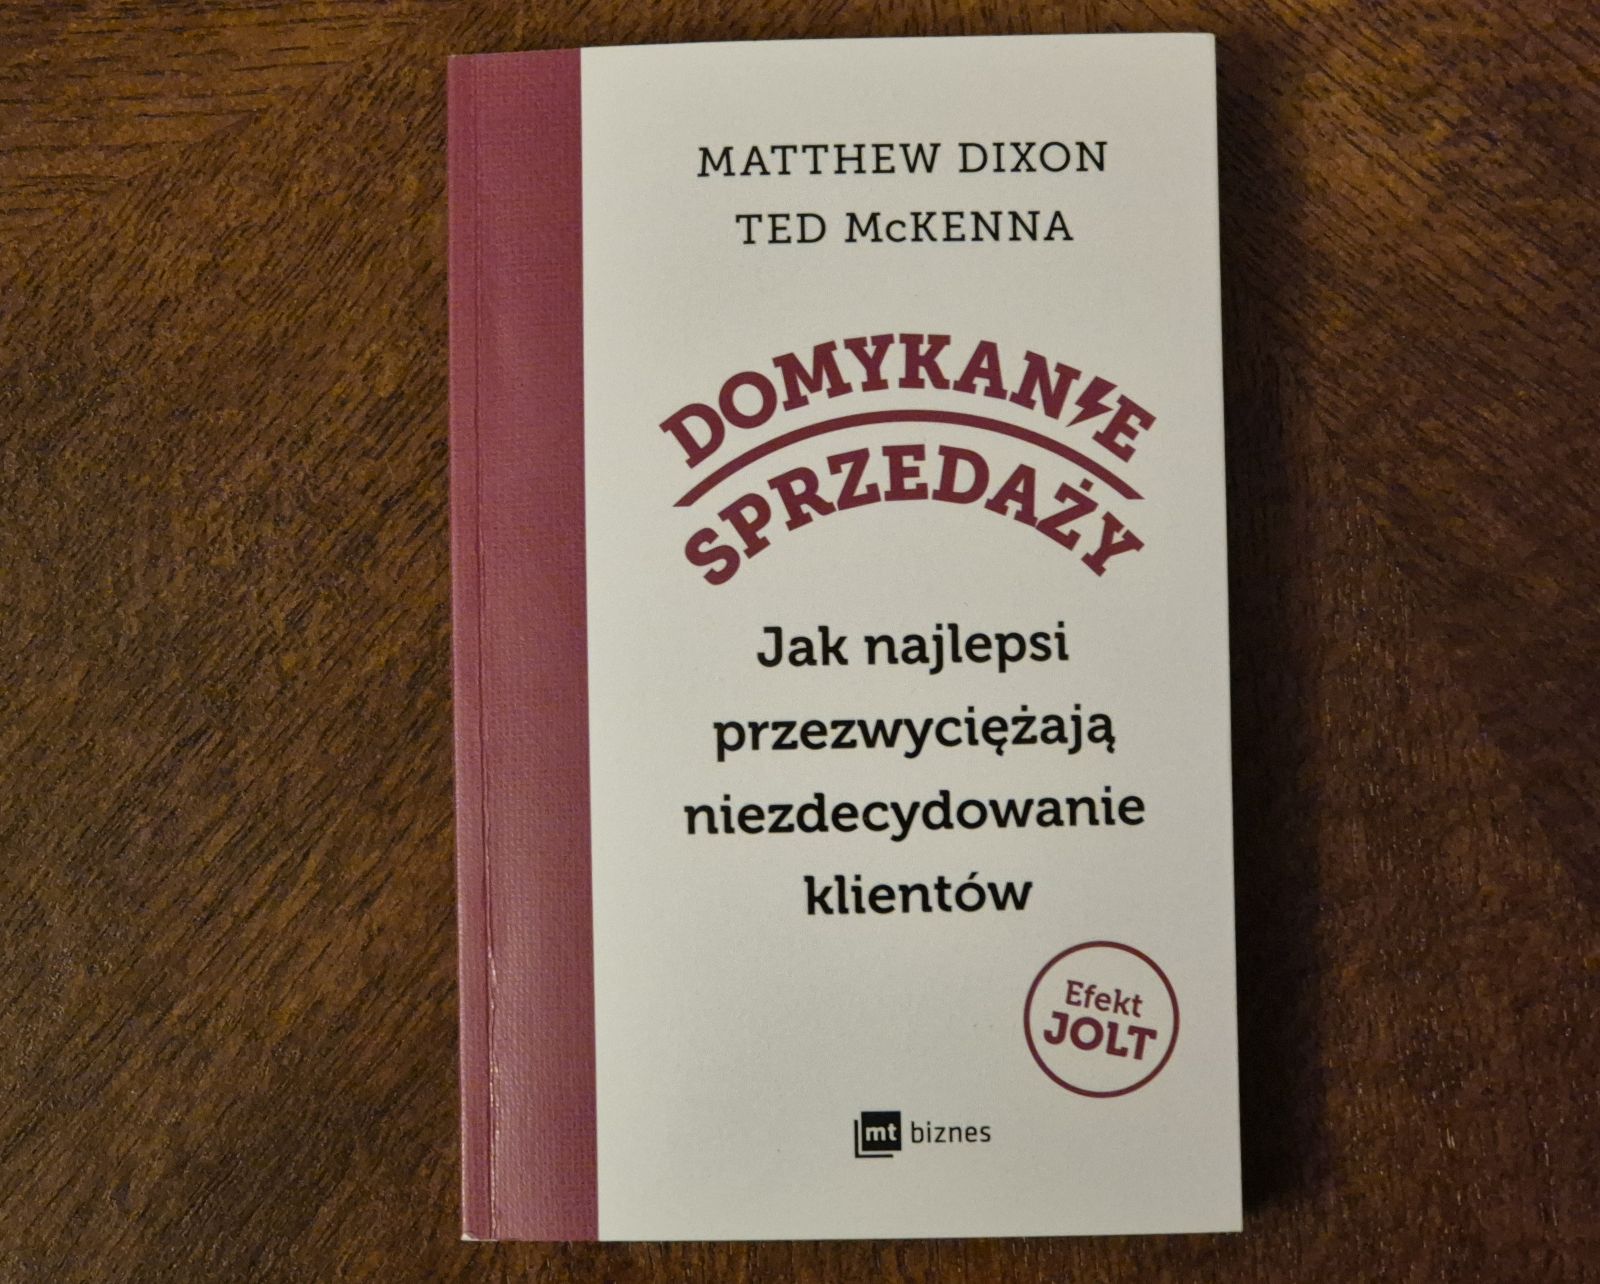 MATTHEW DIXON
TED McKENNA
DOMYKANIE
SPRZEDAŻY
Jak najlepsi
przezwyciężają
niezdecydowanie
klientów
Efekt
JOLT
mt biznes